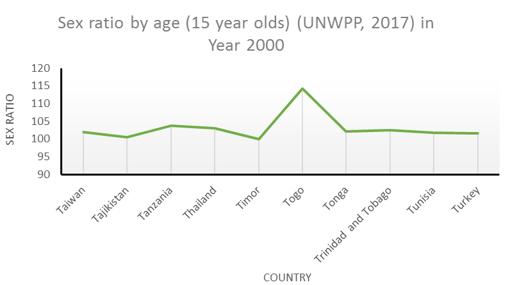 Sex ratio by age (15 year olds) (UNWPP, 2017) in
Year 2000
120
115
110
105
100
95
90
SEX RATIO
Taiwan
Tajikistan
Tanzania
Thailand
Timor
Togo
Tonga
Trinidad and Tobago
Tunisia
Turkey
COUNTRY